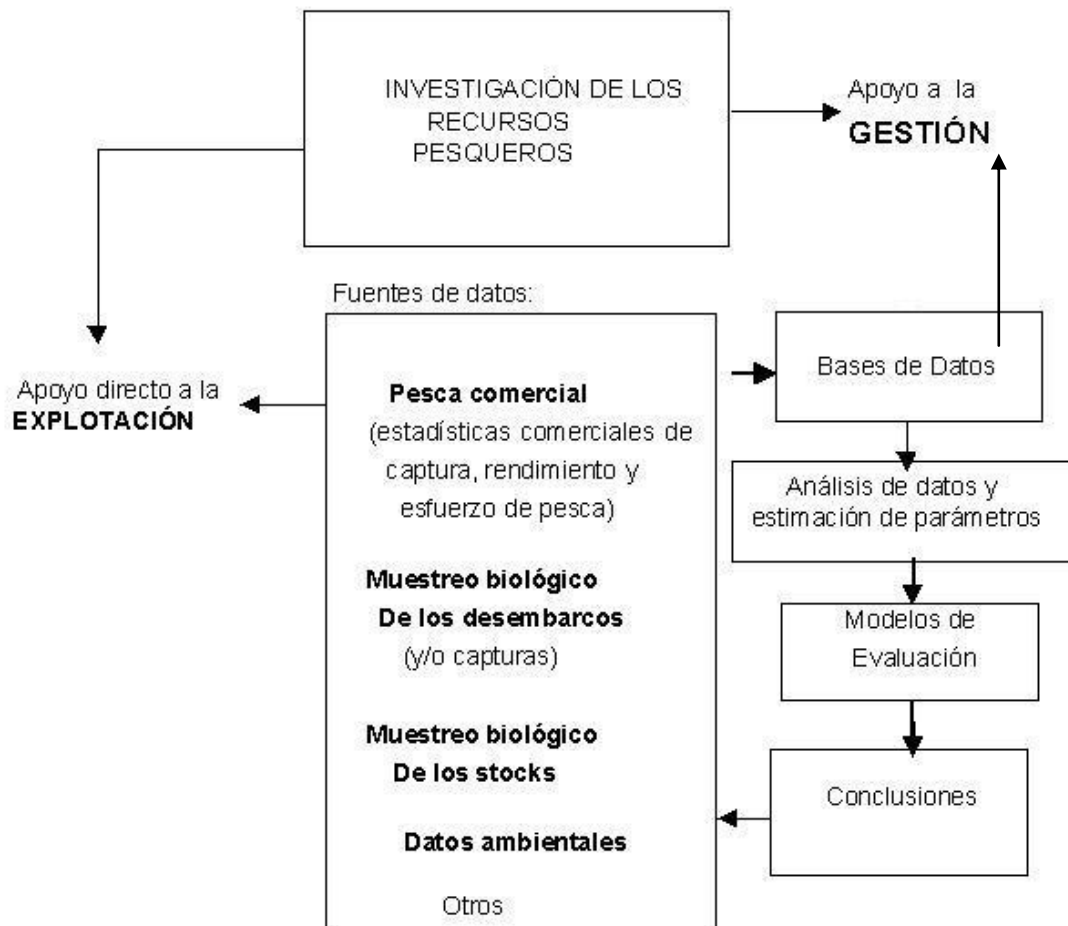 INVESTIGACIÓN DE LOS
RECURSOS
PESQUEROS
Apoyo a la
GESTIÓN
Apoyo directo a la
EXPLOTACIÓN
Fuentes de datos:
Pesca comercial
(estadísticas comerciales de
captura, rendimiento y
esfuerzo de pesca)
Muestreo biológico
De los desembarcos
(y/o capturas)
Muestreo biológico
De los stocks
Datos ambientales
Otros
Bases de Datos
Análisis de datos y
estimación de parámetros
Modelos de
Evaluación
Conclusiones